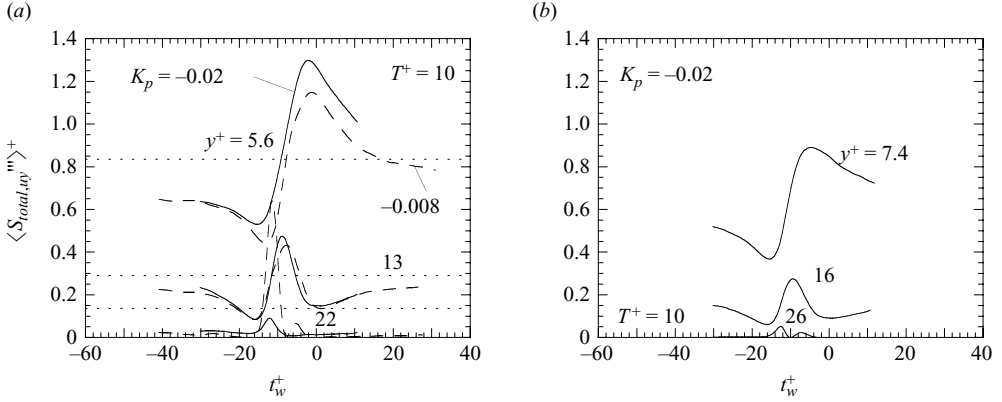 (a)
1.4
1.2
1.0
0.8
0.6
0.4
0.2
0
⟨S_total,uy‴⟩⁺
K_p = –0.02
T⁺ = 10
y⁺ = 5.6
–0.008
13
22
–60 –40 –20 0 20 40
t_w⁺
(b)
1.4
1.2
1.0
0.8
0.6
0.4
0.2
0
K_p = –0.02
y⁺ = 7.4
16
T⁺ = 10
26
–60 –40 –20 0 20 40
t_w⁺